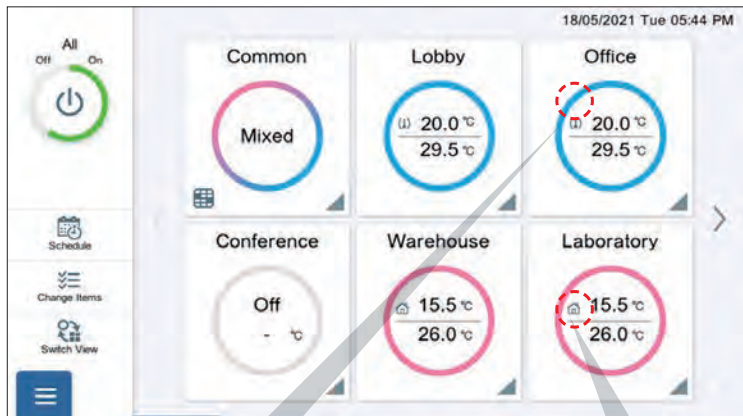 18/05/2021 Tue 05:44 PM
All
Off On
Schedule
Change Items
Switch View
Common
Mixed
Lobby
20.0 °C
29.5 °C
Office
20.0 °C
29.5 °C
Conference
Off
- °C
Warehouse
15.5 °C
26.0 °C
Laboratory
15.5 °C
26.0 °C